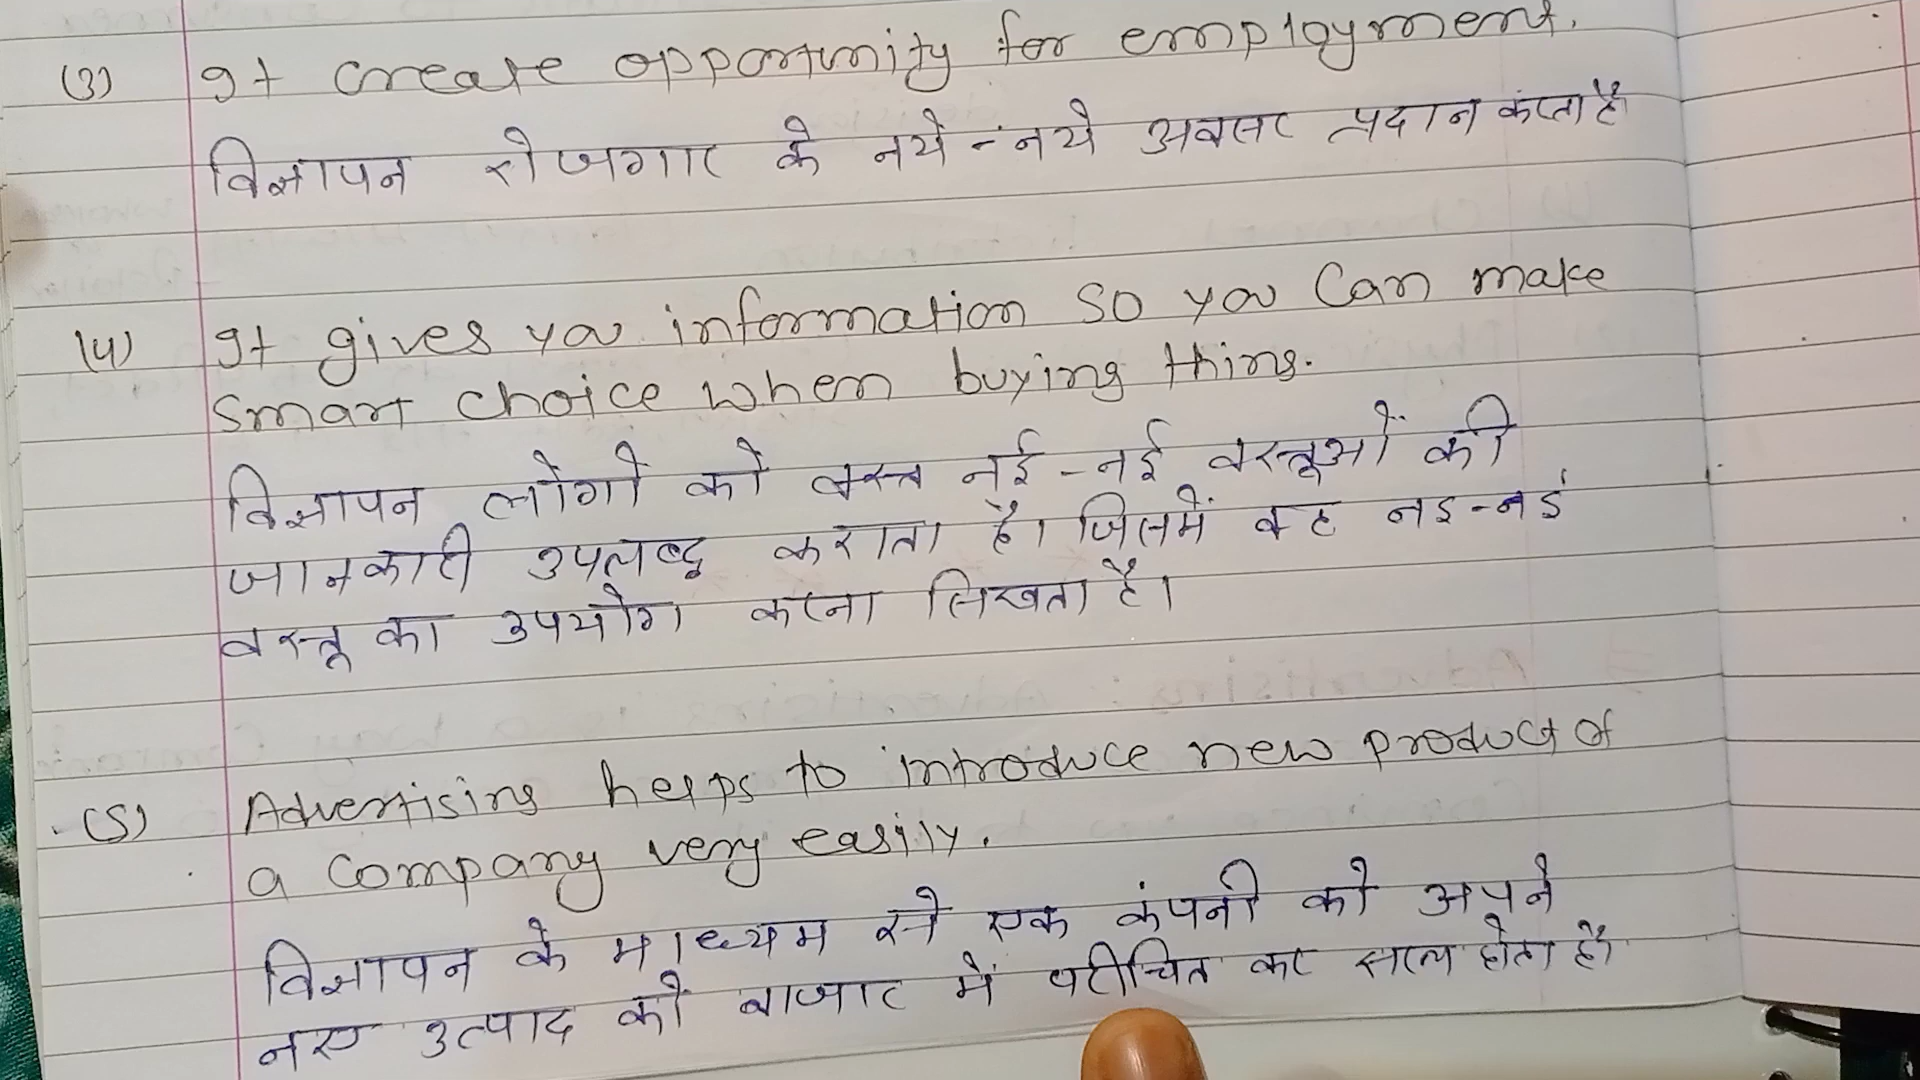 (3) It create opportunity for employment.
विज्ञापन रोजगार के नये-नये अवसर प्रदान करता है
(4) It gives you information so you can make
smart choice when buying thing.
विज्ञापन लोगो को वस्त नई-नई वस्तूओं की
जानकारी उपलब्द्ध कराता है। जिसमें वह नइ-नई
वस्तू का उपयोग करना सिखता है।
(5) Advertising helps to introduce new product of
a company very easily.
विज्ञापन के माध्यम से एक कंपनी को अपने
नए उत्पाद को बाजार में परीचित कर होता है।